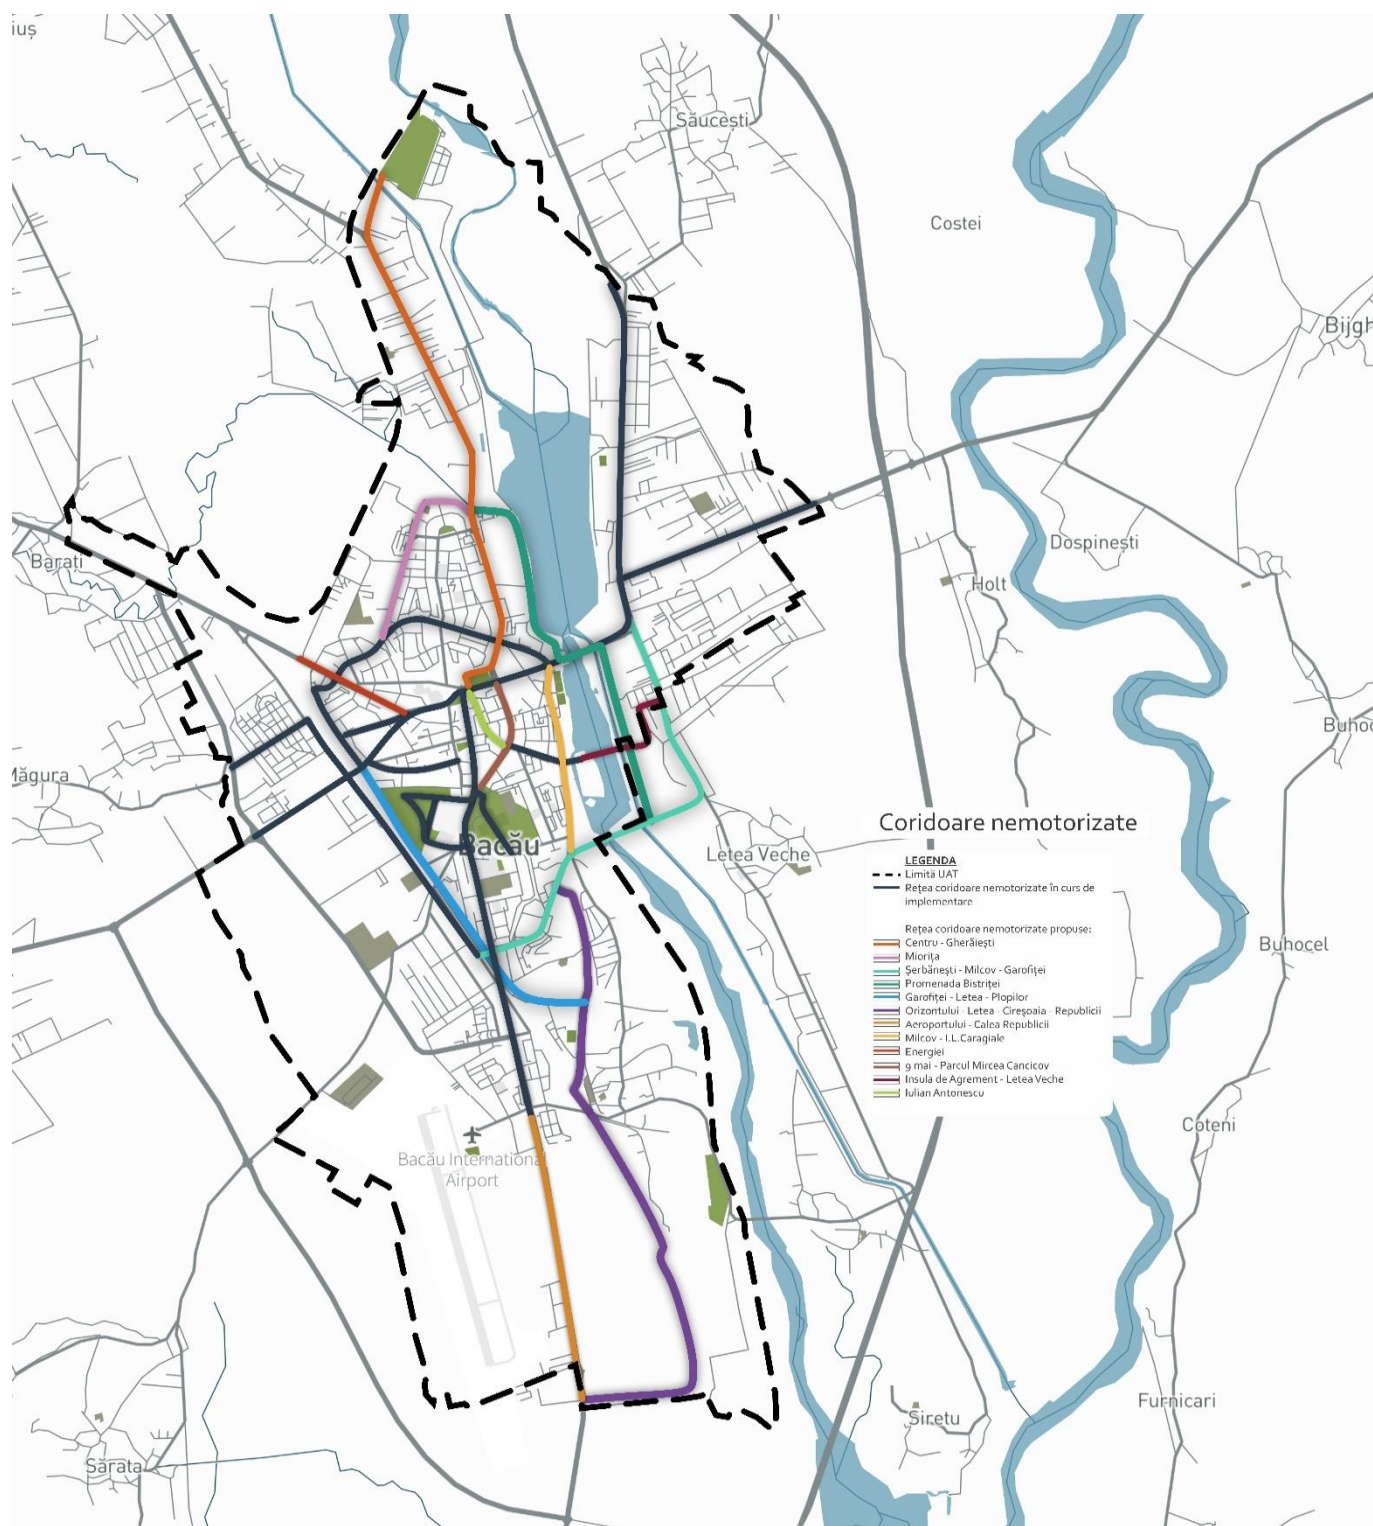 iuș
Săucești
Costei
Bijgh
Barați
Dospinești
Holt
Buhoc
Măgura
Coridoare nemotorizate
Bacău
Letea Veche
LEGENDA
Limită UAT
Rețea coridoare nemotorizate în curs de
implementare
Rețea coridoare nemotorizate propuse:
Centru - Gherăiești
Miorița
Șerbănești - Milcov - Garofiței
Promenada Bistriței
Garofiței - Letea - Plopilor
Orizontului - Letea - Cireșoaia - Republicii
Aeroportului - Calea Republicii
Milcov - I.L.Caragiale
Energiei
9 mai - Parcul Mircea Cancicov
Insula de Agrement - Letea Veche
Iulian Antonescu
Buhocel
Coteni
Bacău International
Airport
Furnicari
Siretu
Sărata